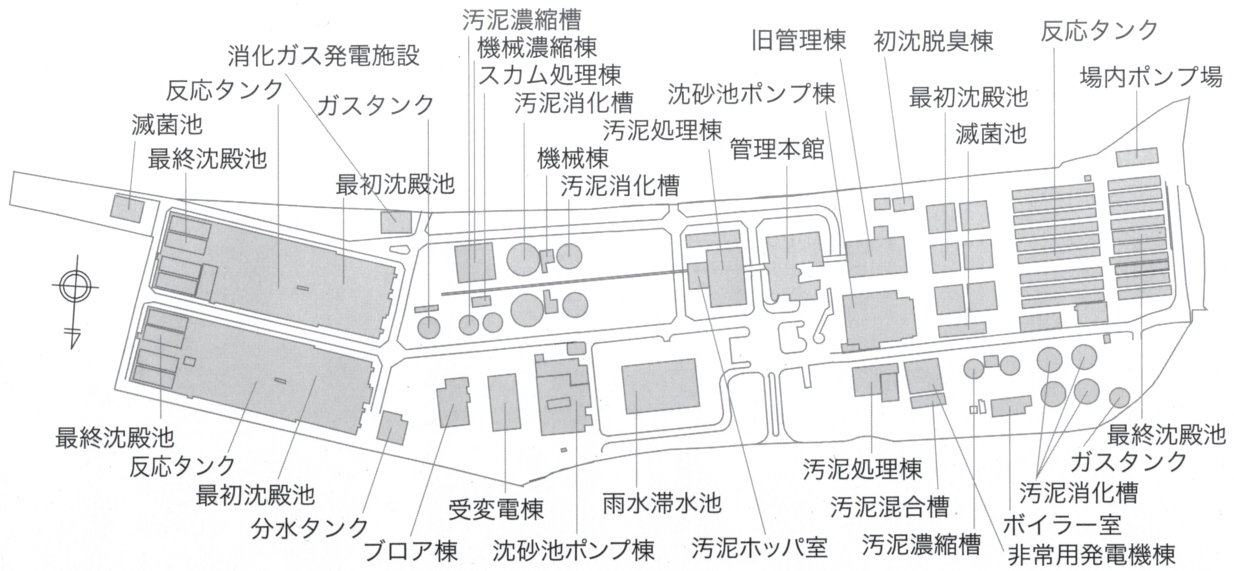 汚泥濃縮槽
機械濃縮棟
スカム処理棟
汚泥消化槽
消化ガス発電施設
反応タンク
ガスタンク
滅菌池
最終沈殿池
最初沈殿池
機械棟
汚泥消化槽
汚泥処理棟
沈砂池ポンプ棟
旧管理棟
初沈脱臭棟
反応タンク
管理本館
最初沈殿池
滅菌池
場内ポンプ場
最終沈殿池
反応タンク
最初沈殿池
分水タンク
ブロア棟
受変電棟
沈砂池ポンプ棟
雨水滞水池
汚泥ホッパ室
汚泥処理棟
汚泥混合槽
汚泥濃縮槽
最終沈殿池
ガスタンク
汚泥消化槽
ボイラー室
非常用発電機棟